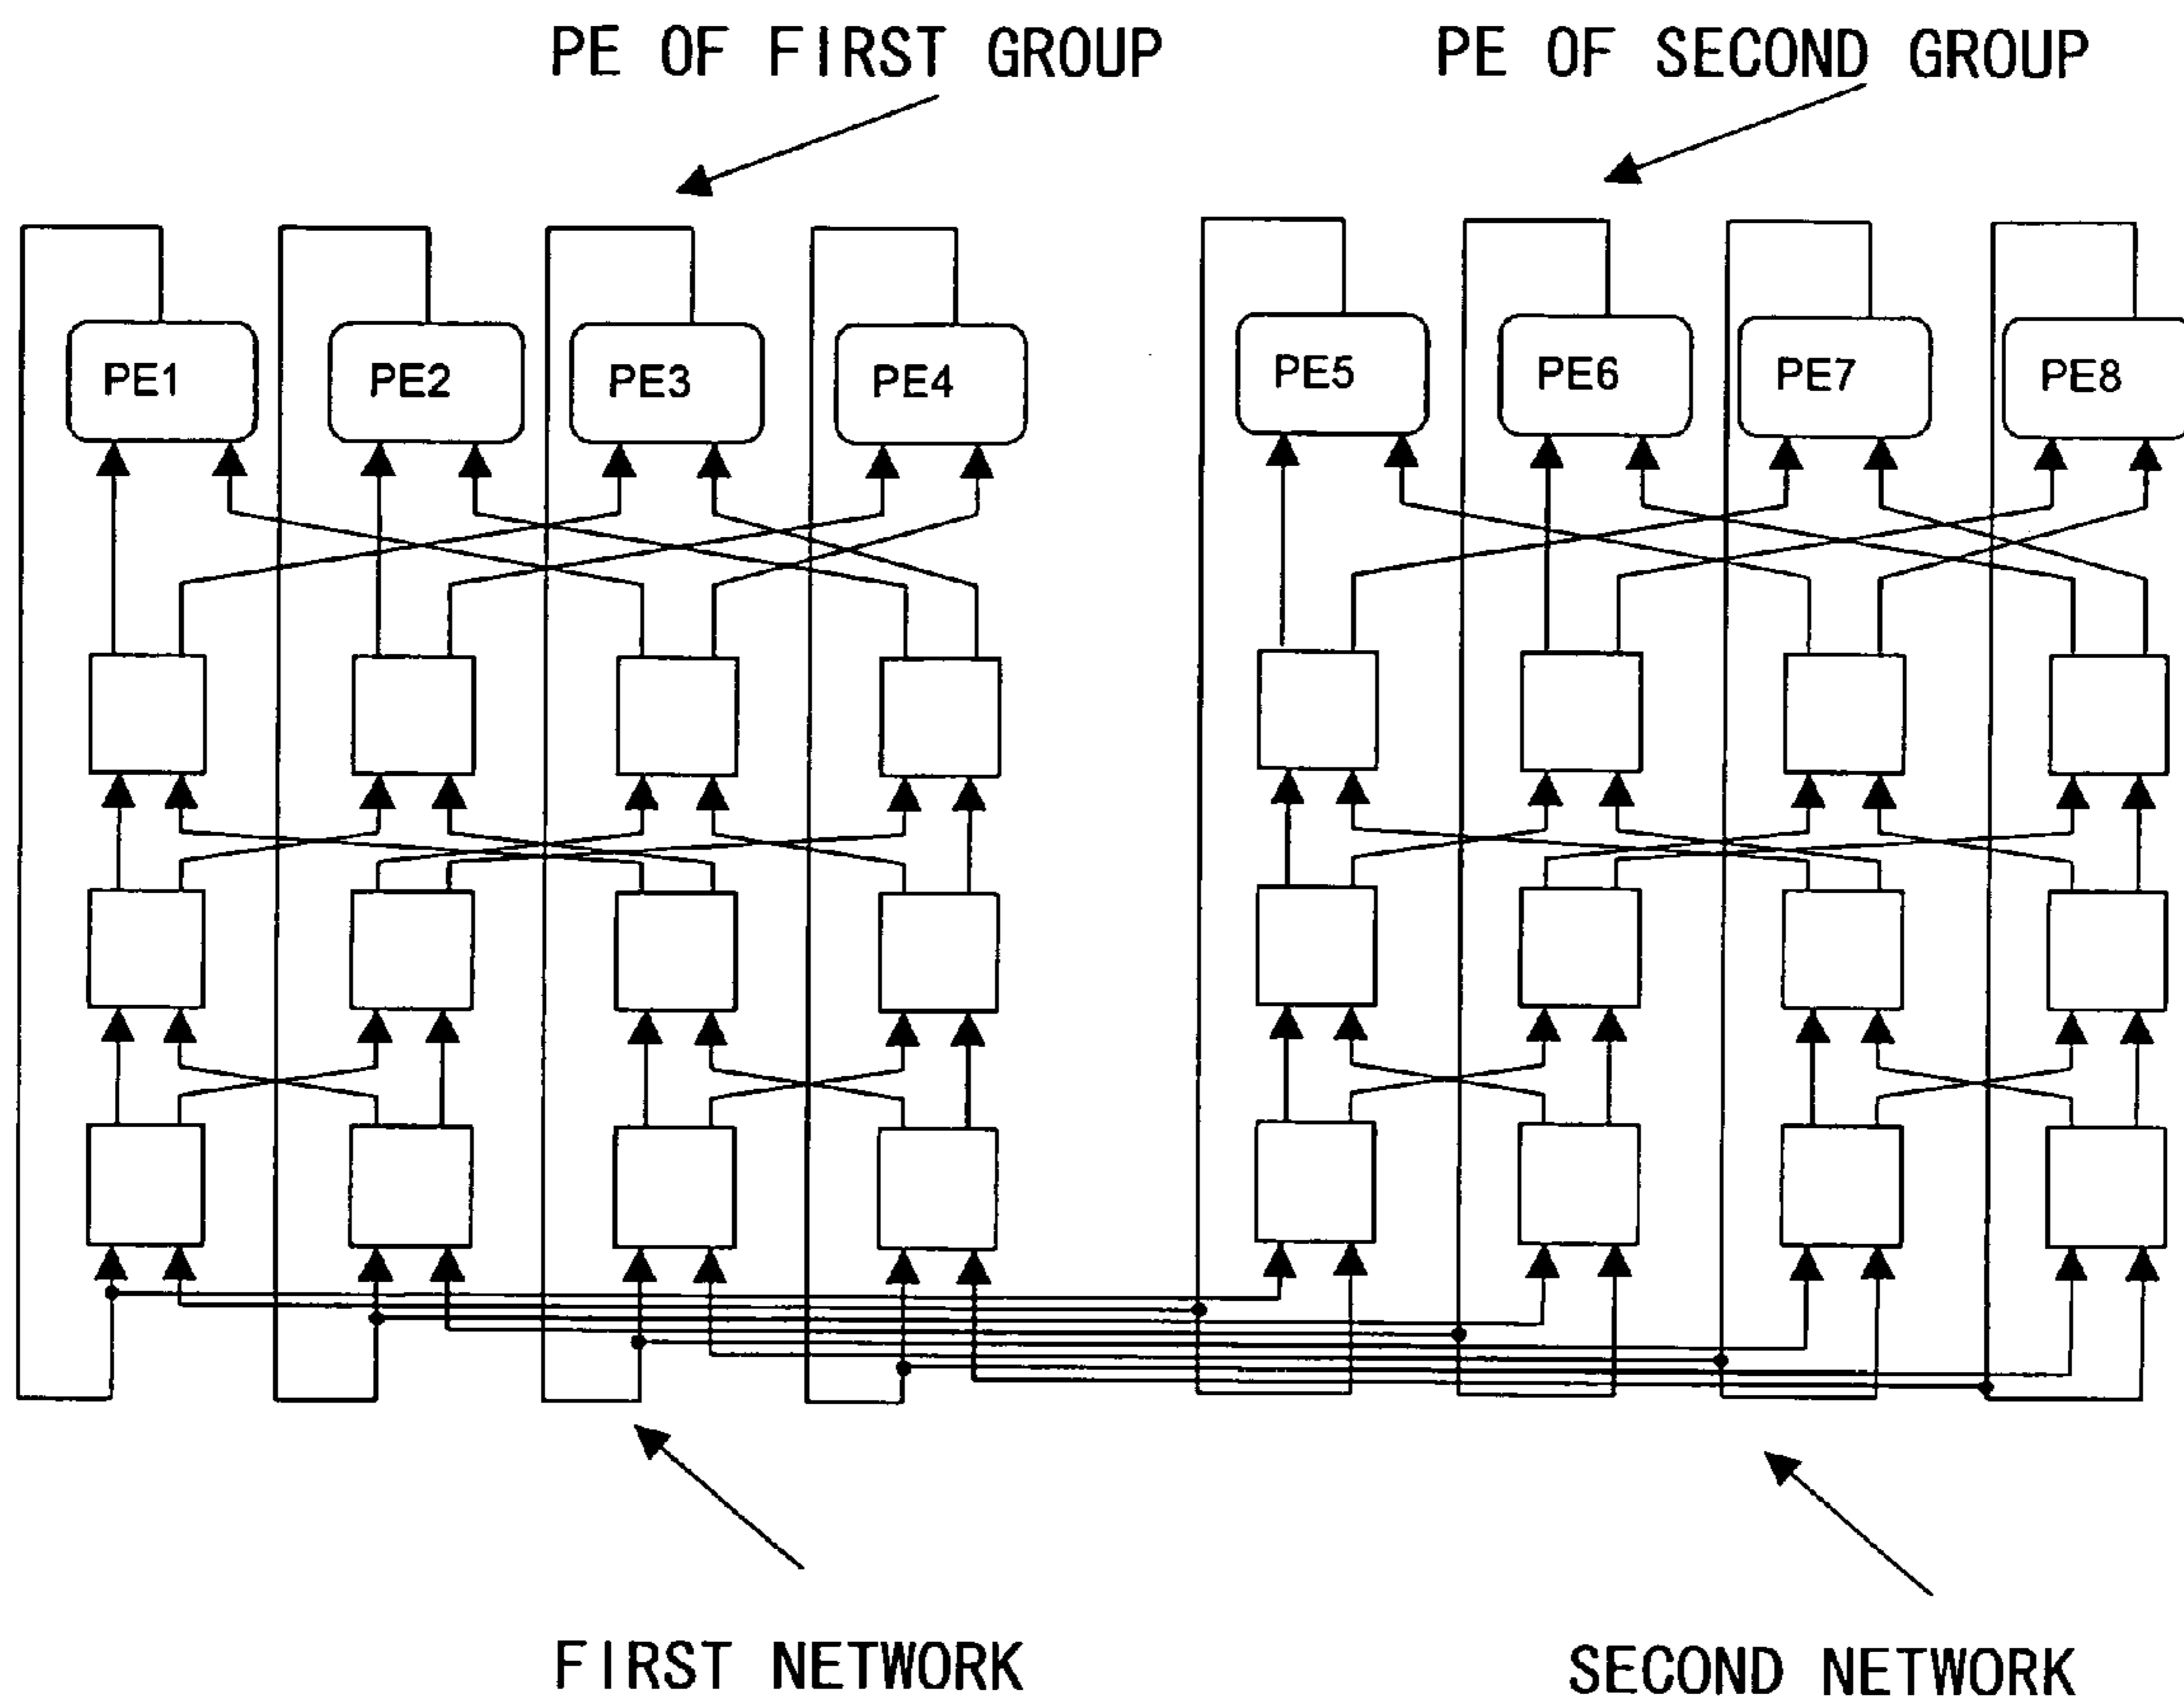 PE OF FIRST GROUP
PE OF SECOND GROUP
PE1
PE2
PE3
PE4
PE5
PE6
PE7
PE8
FIRST NETWORK
SECOND NETWORK